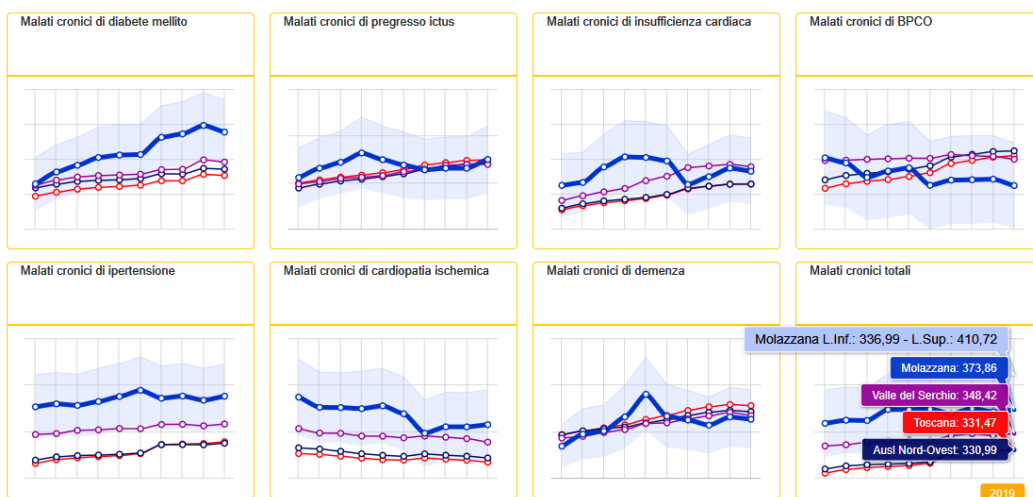 Malati cronici di diabete mellito
Malati cronici di pregresso ictus
Malati cronici di insufficienza cardiaca
Malati cronici di BPCO
Malati cronici di ipertensione
Malati cronici di cardiopatia ischemica
Malati cronici di demenza
Malati cronici totali
Molazzana L.Inf.: 336,99 - L.Sup.: 410,72
Molazzana: 373,86
Valle del Serchio: 348,42
Toscana: 331,47
Ausl Nord-Ovest: 330,99
2019